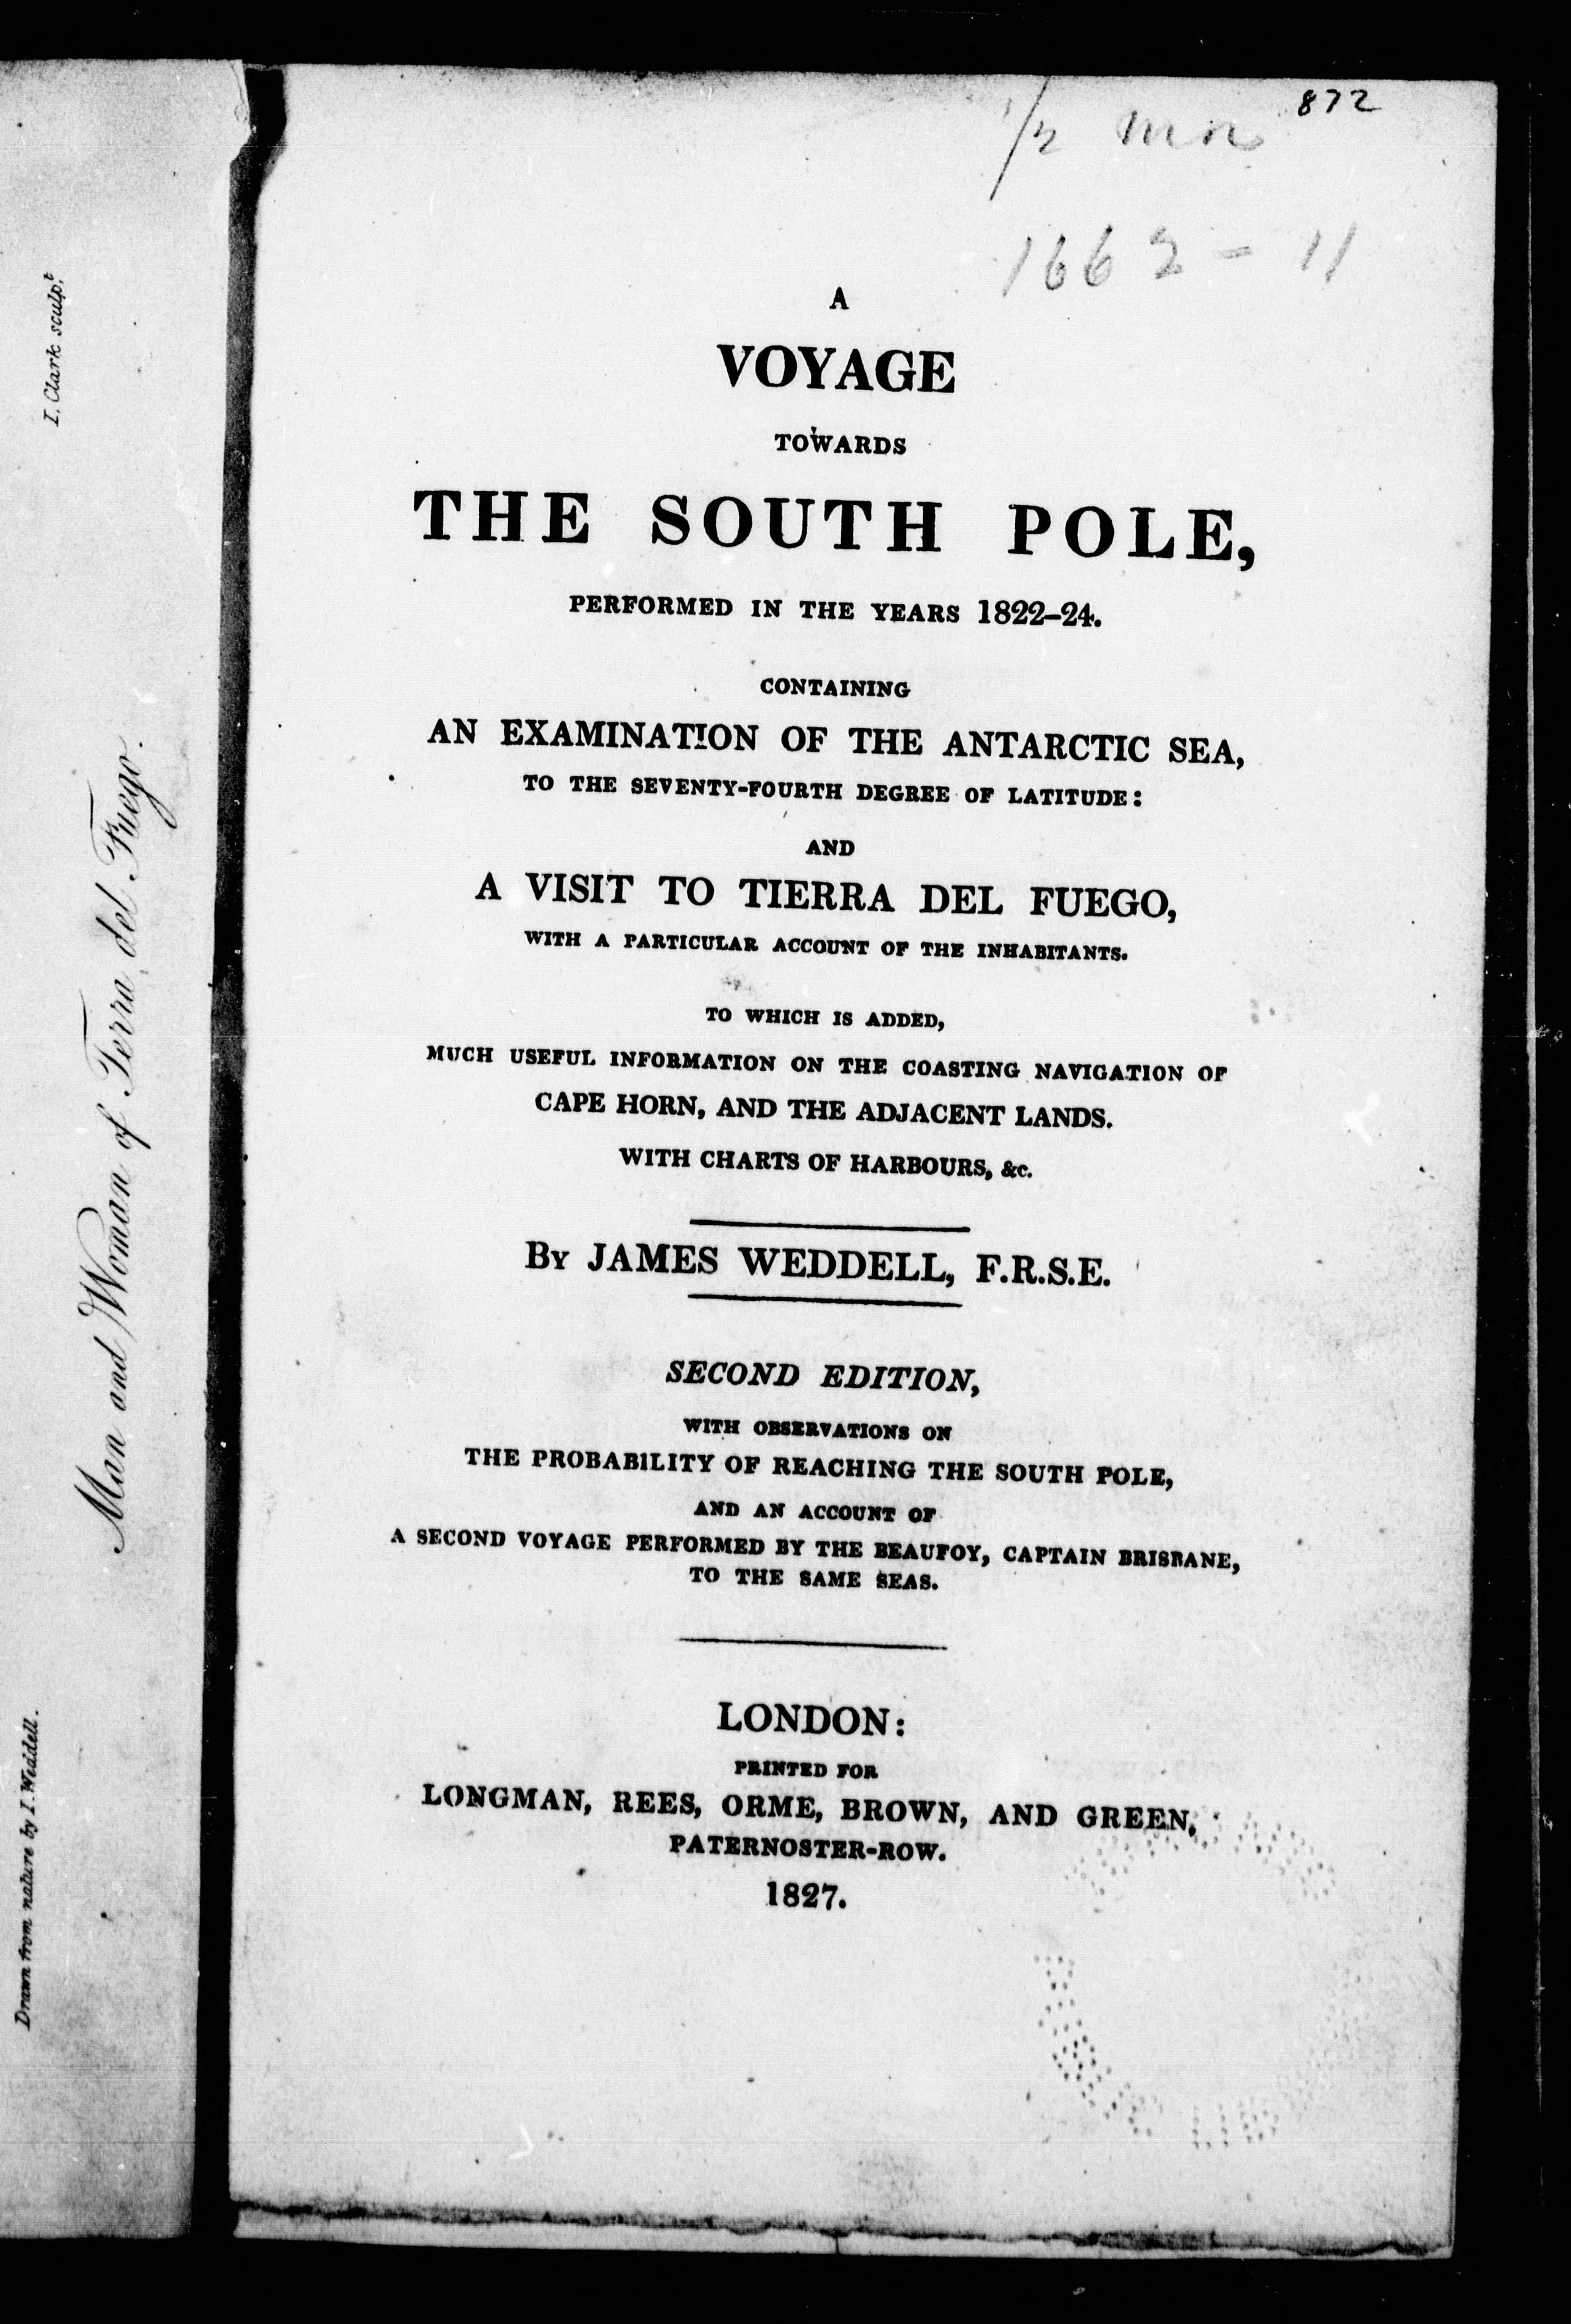 Drawn from nature by I. Weddell.
I. Clark sculp.t
Man and Woman of Terra del Fuego.
872
1662 - 11
A
VOYAGE
TOWARDS
THE SOUTH POLE,
PERFORMED IN THE YEARS 1822–24.
CONTAINING
AN EXAMINATION OF THE ANTARCTIC SEA,
TO THE SEVENTY-FOURTH DEGREE OF LATITUDE:
AND
A VISIT TO TIERRA DEL FUEGO,
WITH A PARTICULAR ACCOUNT OF THE INHABITANTS.
TO WHICH IS ADDED,
MUCH USEFUL INFORMATION ON THE COASTING NAVIGATION OF
CAPE HORN, AND THE ADJACENT LANDS.
WITH CHARTS OF HARBOURS, &c.
BY JAMES WEDDELL, F.R.S.E.
SECOND EDITION,
WITH OBSERVATIONS ON
THE PROBABILITY OF REACHING THE SOUTH POLE,
AND AN ACCOUNT OF
A SECOND VOYAGE PERFORMED BY THE BEAUFOY, CAPTAIN BRISBANE,
TO THE SAME SEAS.
LONDON:
PRINTED FOR
LONGMAN, REES, ORME, BROWN, AND GREEN,
PATERNOSTER-ROW.
1827.